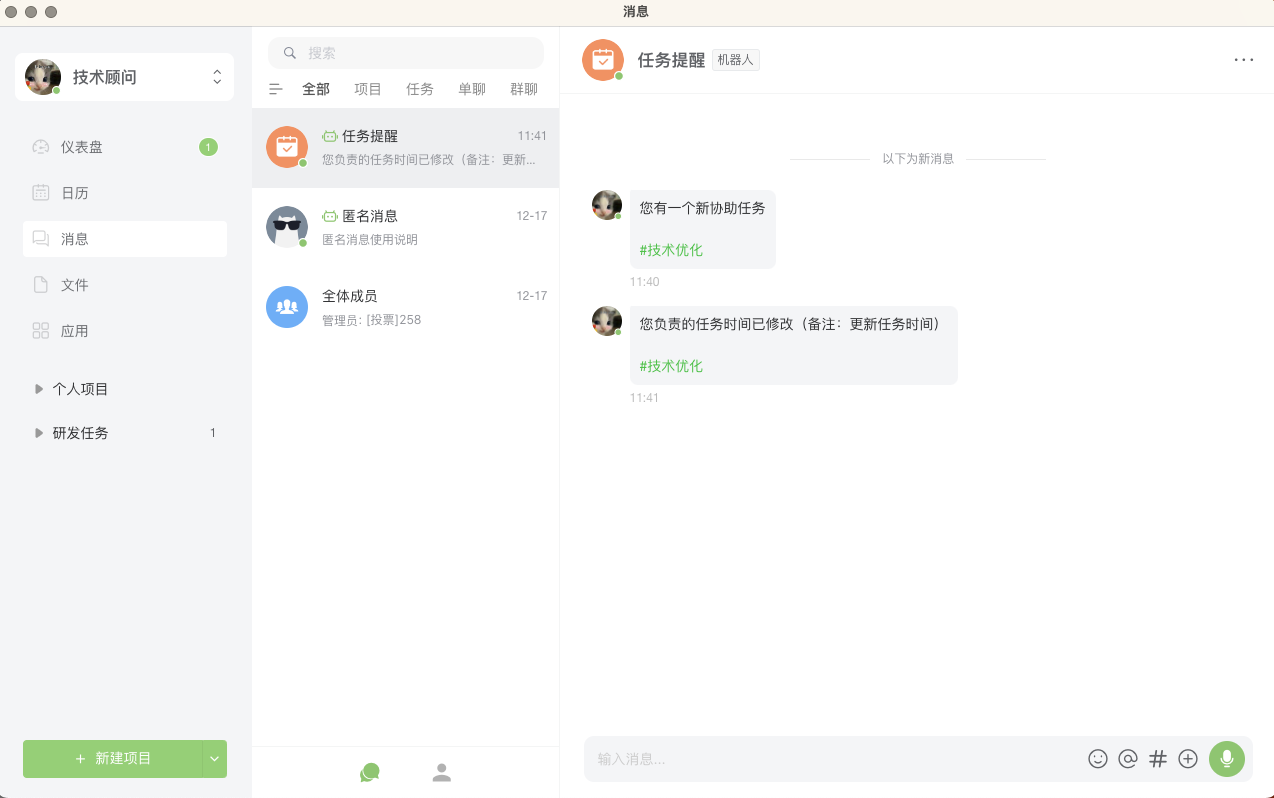 消息
技术顾问
仪表盘
1
日历
消息
文件
应用
个人项目
研发任务
1
+ 新建项目
搜索
全部 项目 任务 单聊 群聊
任务提醒 11:41
您负责的任务时间已修改（备注：更新...
匿名消息 12-17
匿名消息使用说明
全体成员 12-17
管理员: [投票]258
任务提醒 机器人
以下为新消息
您有一个新协助任务
#技术优化
11:40
您负责的任务时间已修改（备注：更新任务时间）
#技术优化
11:41
输入消息...